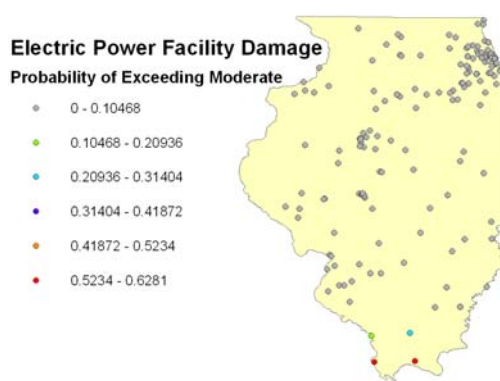 Electric Power Facility Damage
Probability of Exceeding Moderate
0 - 0.10468
0.10468 - 0.20936
0.20936 - 0.31404
0.31404 - 0.41872
0.41872 - 0.5234
0.5234 - 0.6281